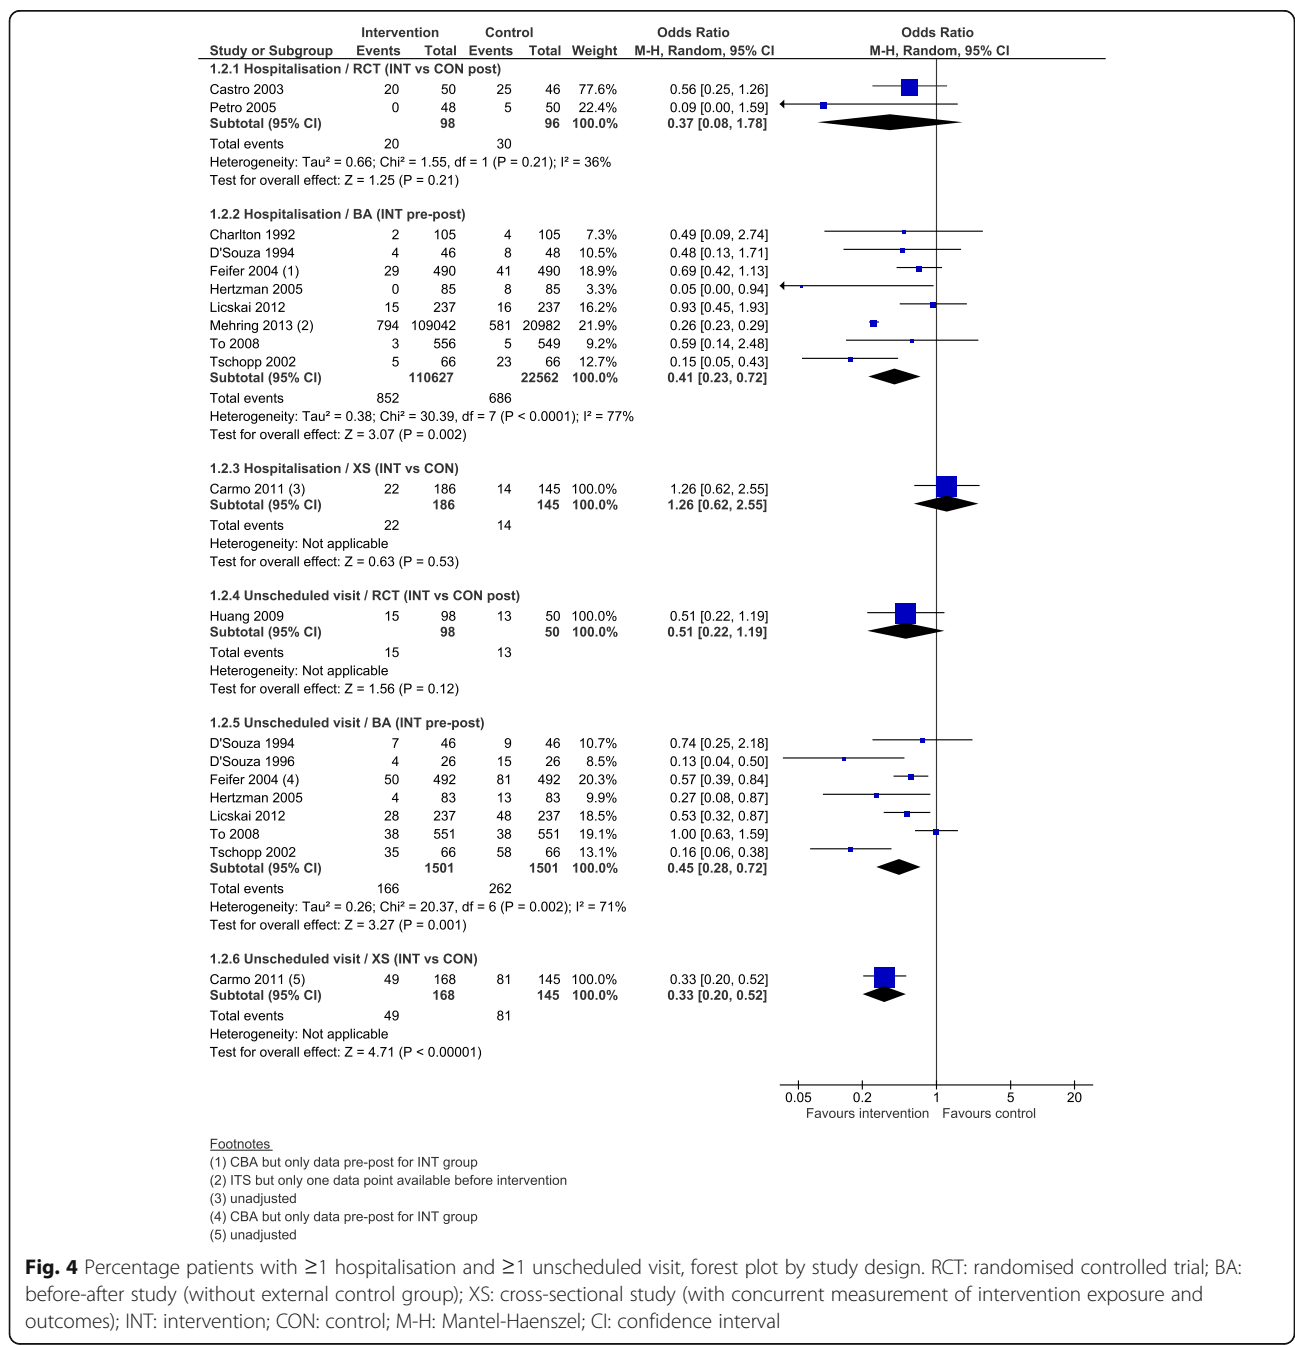 Intervention Control Odds Ratio Odds Ratio
Study or Subgroup Events Total Events Total Weight M-H, Random, 95% CI M-H, Random, 95% CI
1.2.1 Hospitalisation / RCT (INT vs CON post)
Castro 2003 20 50 25 46 77.6% 0.56 [0.25, 1.26]
Petro 2005 0 48 5 50 22.4% 0.09 [0.00, 1.59]
Subtotal (95% CI) 98 96 100.0% 0.37 [0.08, 1.78]
Total events 20 30
Heterogeneity: Tau² = 0.66; Chi² = 1.55, df = 1 (P = 0.21); I² = 36%
Test for overall effect: Z = 1.25 (P = 0.21)
1.2.2 Hospitalisation / BA (INT pre-post)
Charlton 1992 2 105 4 105 7.3% 0.49 [0.09, 2.74]
D'Souza 1994 4 46 8 48 10.5% 0.48 [0.13, 1.71]
Feifer 2004 (1) 29 490 41 490 18.9% 0.69 [0.42, 1.13]
Hertzman 2005 0 85 8 85 3.3% 0.05 [0.00, 0.94]
Licskai 2012 15 237 16 237 16.2% 0.93 [0.45, 1.93]
Mehring 2013 (2) 794 109042 581 20982 21.9% 0.26 [0.23, 0.29]
To 2008 3 556 5 549 9.2% 0.59 [0.14, 2.48]
Tschopp 2002 5 66 23 66 12.7% 0.15 [0.05, 0.43]
Subtotal (95% CI) 110627 22562 100.0% 0.41 [0.23, 0.72]
Total events 852 686
Heterogeneity: Tau² = 0.38; Chi² = 30.39, df = 7 (P < 0.0001); I² = 77%
Test for overall effect: Z = 3.07 (P = 0.002)
1.2.3 Hospitalisation / XS (INT vs CON)
Carmo 2011 (3) 22 186 14 145 100.0% 1.26 [0.62, 2.55]
Subtotal (95% CI) 186 145 100.0% 1.26 [0.62, 2.55]
Total events 22 14
Heterogeneity: Not applicable
Test for overall effect: Z = 0.63 (P = 0.53)
1.2.4 Unscheduled visit / RCT (INT vs CON post)
Huang 2009 15 98 13 50 100.0% 0.51 [0.22, 1.19]
Subtotal (95% CI) 98 50 100.0% 0.51 [0.22, 1.19]
Total events 15 13
Heterogeneity: Not applicable
Test for overall effect: Z = 1.56 (P = 0.12)
1.2.5 Unscheduled visit / BA (INT pre-post)
D'Souza 1994 7 46 9 46 10.7% 0.74 [0.25, 2.18]
D'Souza 1996 4 26 15 26 8.5% 0.13 [0.04, 0.50]
Feifer 2004 (4) 50 492 81 492 20.3% 0.57 [0.39, 0.84]
Hertzman 2005 4 83 13 83 9.9% 0.27 [0.08, 0.87]
Licskai 2012 28 237 48 237 18.5% 0.53 [0.32, 0.87]
To 2008 38 551 38 551 19.1% 1.00 [0.63, 1.59]
Tschopp 2002 35 66 58 66 13.1% 0.16 [0.06, 0.38]
Subtotal (95% CI) 1501 1501 100.0% 0.45 [0.28, 0.72]
Total events 166 262
Heterogeneity: Tau² = 0.26; Chi² = 20.37, df = 6 (P = 0.002); I² = 71%
Test for overall effect: Z = 3.27 (P = 0.001)
1.2.6 Unscheduled visit / XS (INT vs CON)
Carmo 2011 (5) 49 168 81 145 100.0% 0.33 [0.20, 0.52]
Subtotal (95% CI) 168 145 100.0% 0.33 [0.20, 0.52]
Total events 49 81
Heterogeneity: Not applicable
Test for overall effect: Z = 4.71 (P < 0.00001)
0.05 0.2 1 5 20
Favours intervention Favours control
Footnotes
(1) CBA but only data pre-post for INT group
(2) ITS but only one data point available before intervention
(3) unadjusted
(4) CBA but only data pre-post for INT group
(5) unadjusted
Fig. 4 Percentage patients with ≥1 hospitalisation and ≥1 unscheduled visit, forest plot by study design. RCT: randomised controlled trial; BA:
before-after study (without external control group); XS: cross-sectional study (with concurrent measurement of intervention exposure and
outcomes); INT: intervention; CON: control; M-H: Mantel-Haenszel; CI: confidence interval